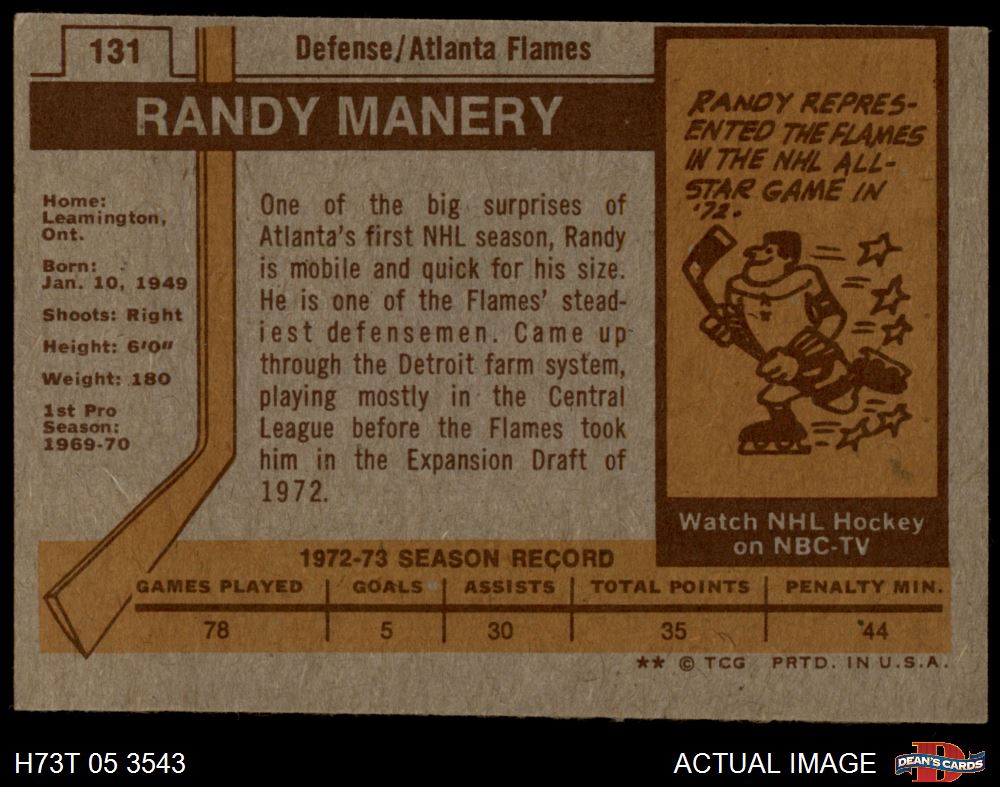 131
Defense/Atlanta Flames
RANDY MANERY
Home:
Leamington,
Ont.
Born:
Jan. 10, 1949
Shoots: Right
Height: 6'0"
Weight: 180
1st Pro
Season:
1969-70
One of the big surprises of
Atlanta's first NHL season, Randy
is mobile and quick for his size.
He is one of the Flames' stead-
iest defensemen. Came up
through the Detroit farm system,
playing mostly in the Central
League before the Flames took
him in the Expansion Draft of
1972.
RANDY REPRES-
ENTED THE FLAMES
IN THE NHL ALL-
STAR GAME IN
'72.
Watch NHL Hockey
on NBC-TV
1972-73 SEASON RECORD
GAMES PLAYED GOALS ASSISTS TOTAL POINTS PENALTY MIN.
78 5 30 35 44
** © TCG PRTD. IN U.S.A.
H73T 05 3543
ACTUAL IMAGE
D
DEAN'S CARDS